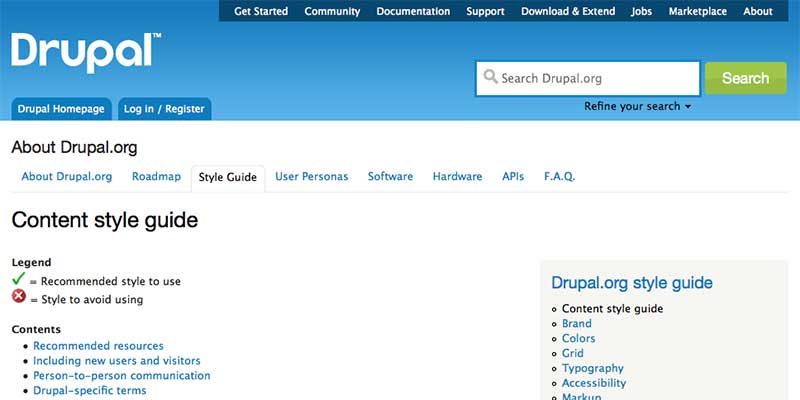 Get Started Community Documentation Support Download & Extend Jobs Marketplace About
Drupal™
Search Drupal.org
Search
Refine your search
Drupal Homepage Log in / Register
About Drupal.org
About Drupal.org Roadmap Style Guide User Personas Software Hardware APIs F.A.Q.
Content style guide
Legend
= Recommended style to use
= Style to avoid using
Contents
Recommended resources
Including new users and visitors
Person-to-person communication
Drupal-specific terms
Drupal.org style guide
Content style guide
Brand
Colors
Grid
Typography
Accessibility
Markup